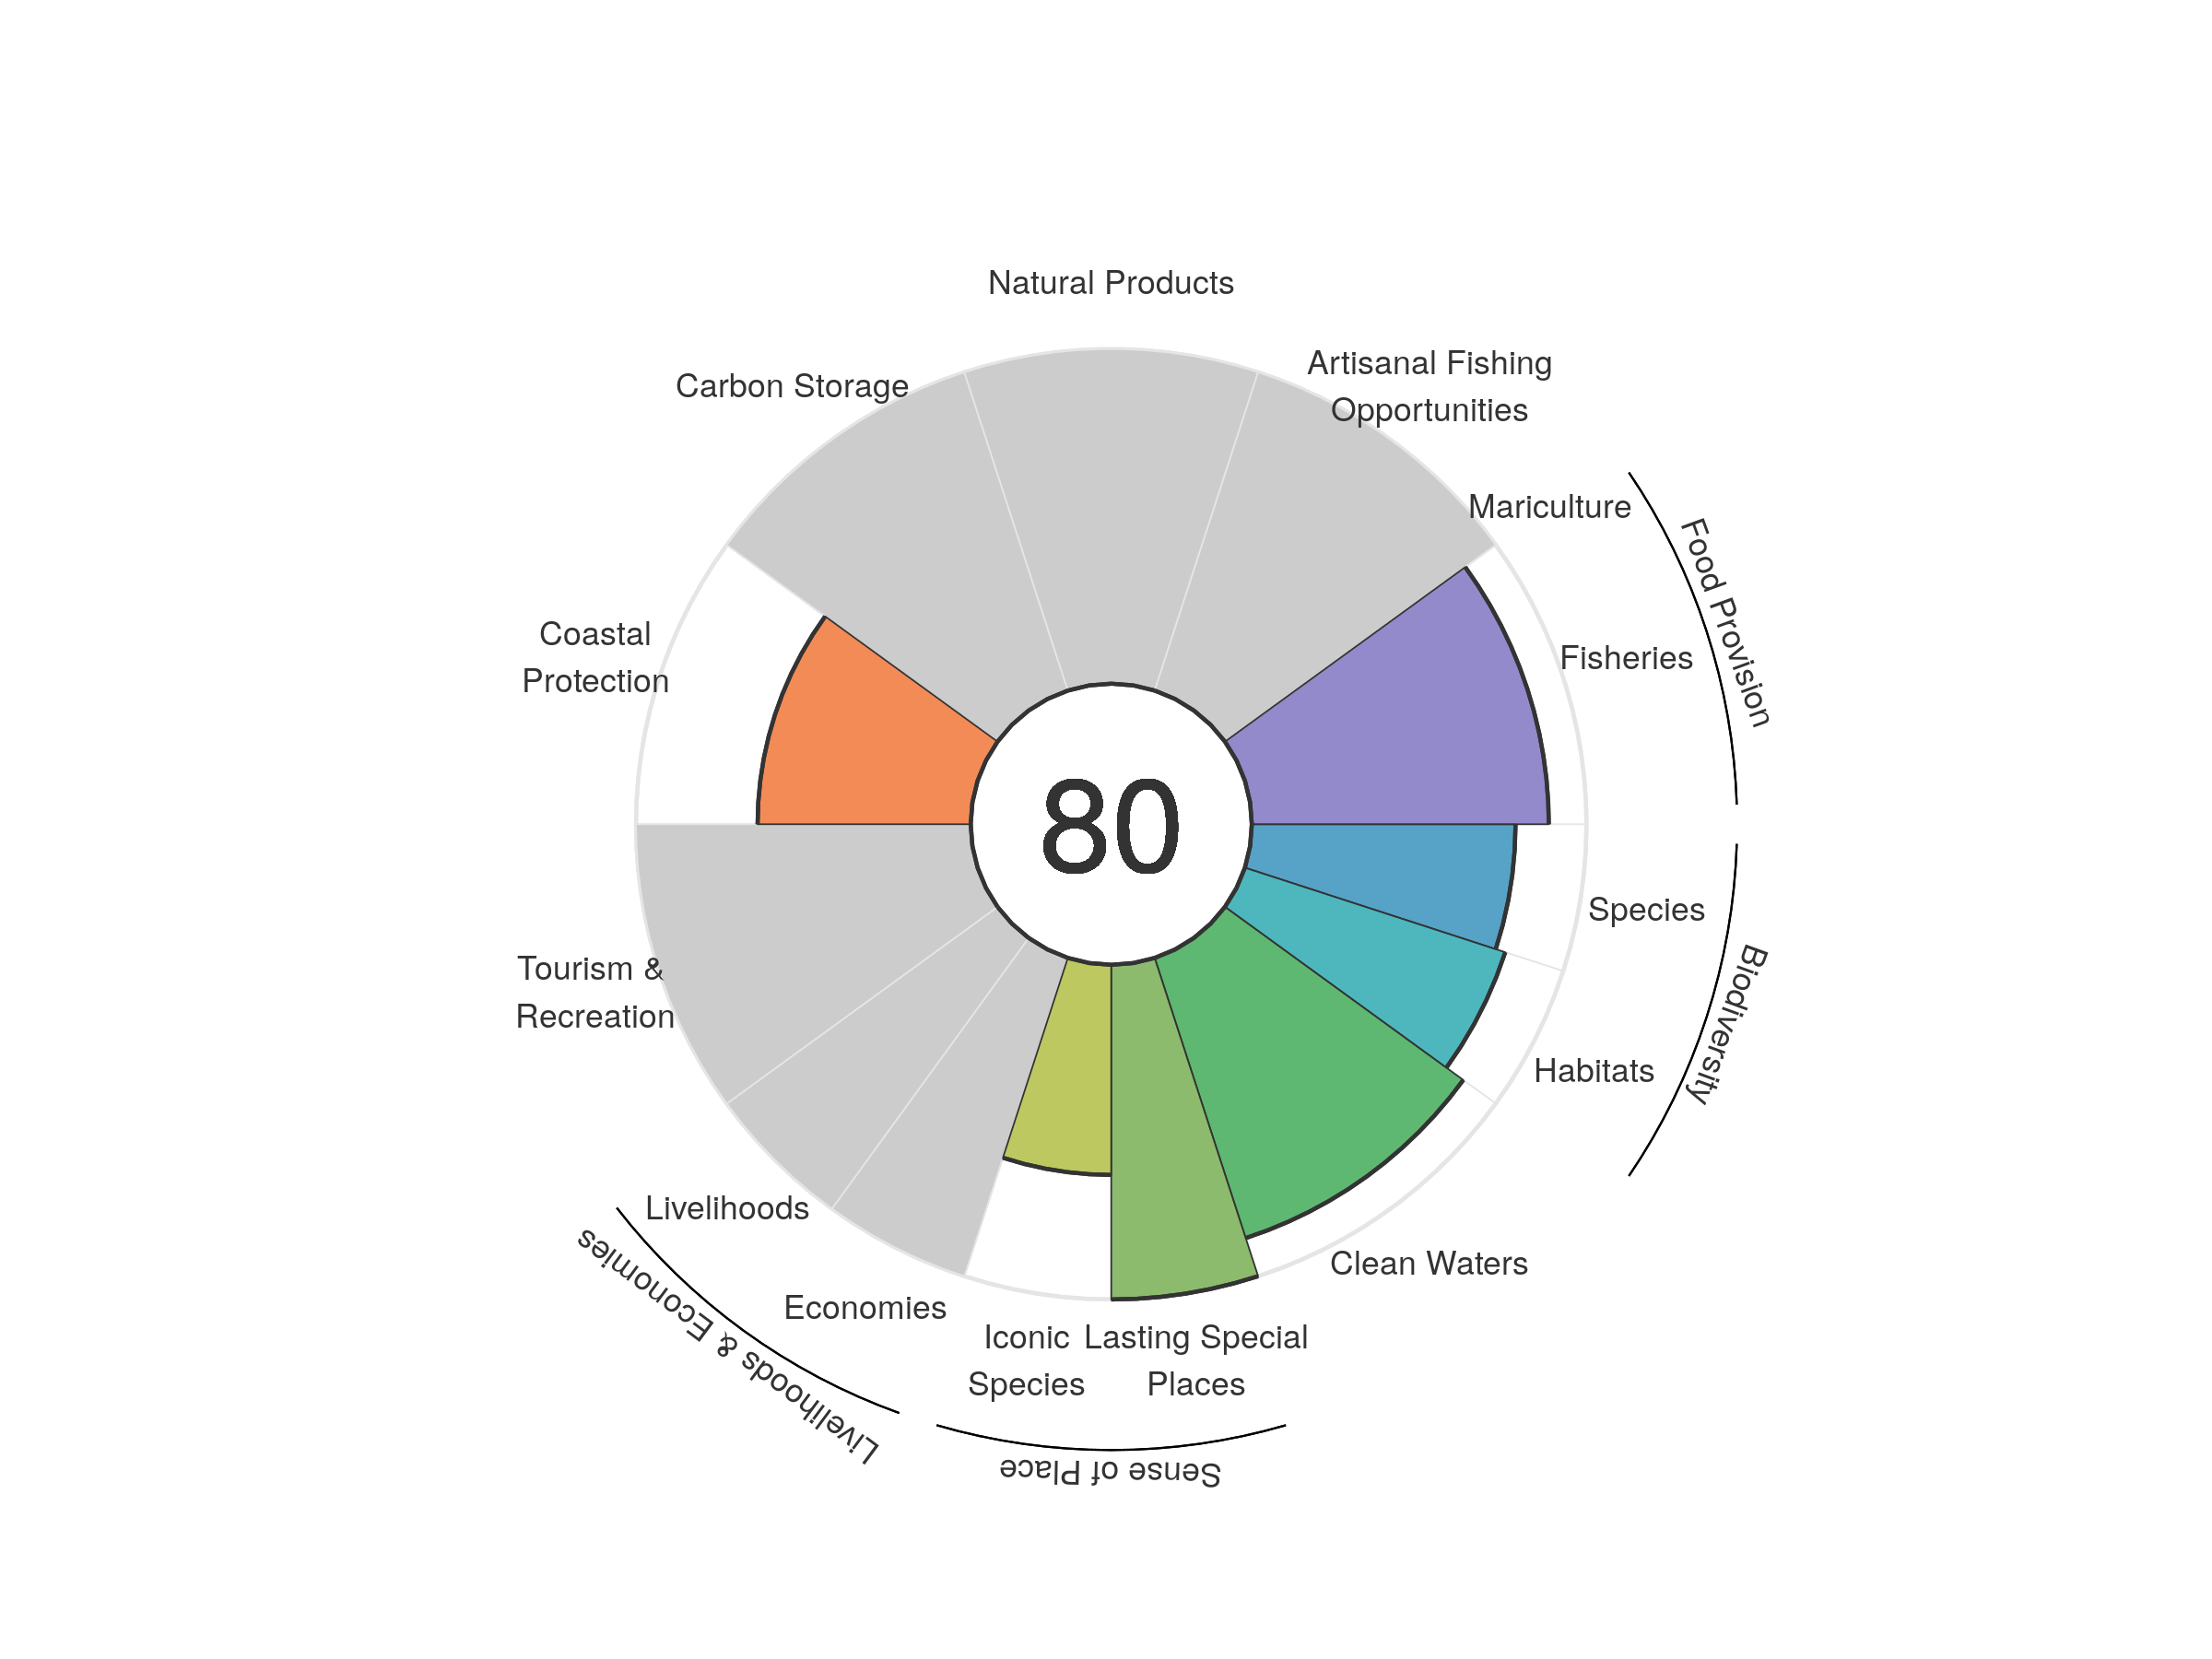 Natural Products
Artisanal Fishing
Opportunities
Carbon Storage
Mariculture
Food Provision
Fisheries
Coastal
Protection
80
Species
Biodiversity
Habitats
Tourism &
Recreation
Livelihoods
Livelihoods & Economies
Clean Waters
Economies
Iconic
Species
Lasting Special
Places
Sense of Place